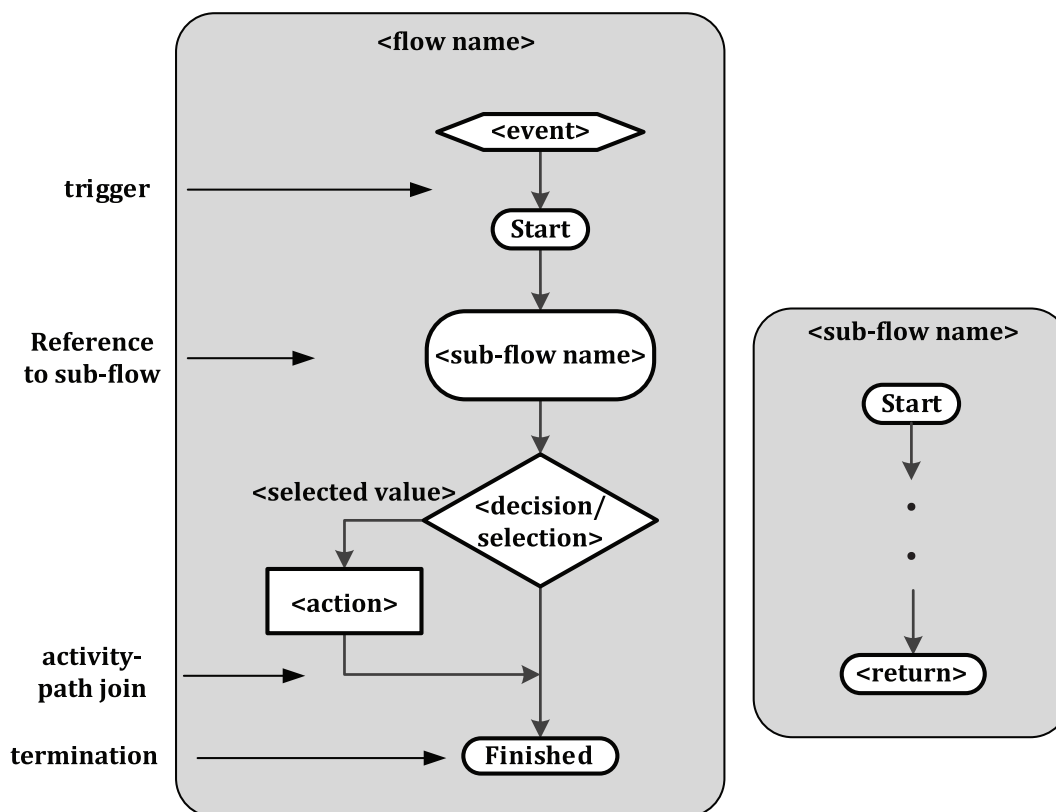 <flow name>
<event>
trigger
Start
Reference
to sub-flow
<sub-flow name>
<selected value>
<decision/
selection>
<action>
activity-
path join
termination
Finished
<sub-flow name>
Start
<return>